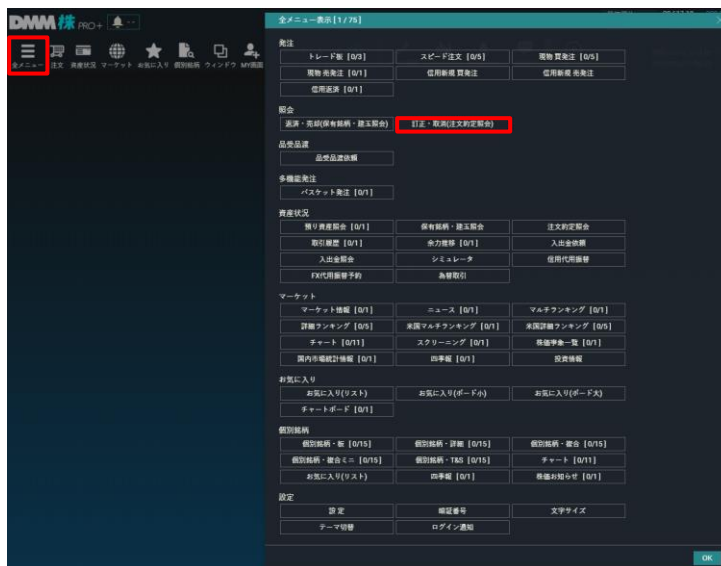 DMM株 PRO+
全メニュー 注文 資産状況 マーケット お気に入り 個別銘柄 ウィンドウ MY画面
全メニュー表示 [1/75]
発注
トレード板 [0/3] スピード注文 [0/5] 現物 買発注 [0/5]
現物 売発注 [0/1] 信用新規 買発注 信用新規 売発注
信用返済 [0/1]
照会
返済・売却(保有銘柄・建玉照会) 訂正・取消(注文約定照会)
品受品渡
品受品渡依頼
多機能発注
バスケット発注 [0/1]
資産状況
預り資産照会 [0/1] 保有銘柄・建玉照会 注文約定照会
取引履歴 [0/1] 余力推移 [0/1] 入出金依頼
入出金照会 シミュレータ 信用代用振替
FX代用振替予約 為替取引
マーケット
マーケット情報 [0/1] ニュース [0/1] マルチランキング [0/1]
詳細ランキング [0/5] 米国マルチランキング [0/1] 米国詳細ランキング [0/5]
チャート [0/11] スクリーニング [0/1] 株価学習一覧 [0/1]
国内市場統計情報 [0/1] 四季報 [0/1] 投資情報
お気に入り
お気に入り(リスト) お気に入り(ボード小) お気に入り(ボード大)
チャートボード [0/1]
個別銘柄
個別銘柄・板 [0/15] 個別銘柄・詳細 [0/15] 個別銘柄・複合 [0/15]
個別銘柄・複合ミニ [0/15] 個別銘柄・T&S [0/15] チャート [0/11]
お気に入り(リスト) 四季報 [0/1] 株価お知らせ [0/1]
設定
設定 暗証番号 文字サイズ
テーマ切替 ログイン通知
OK